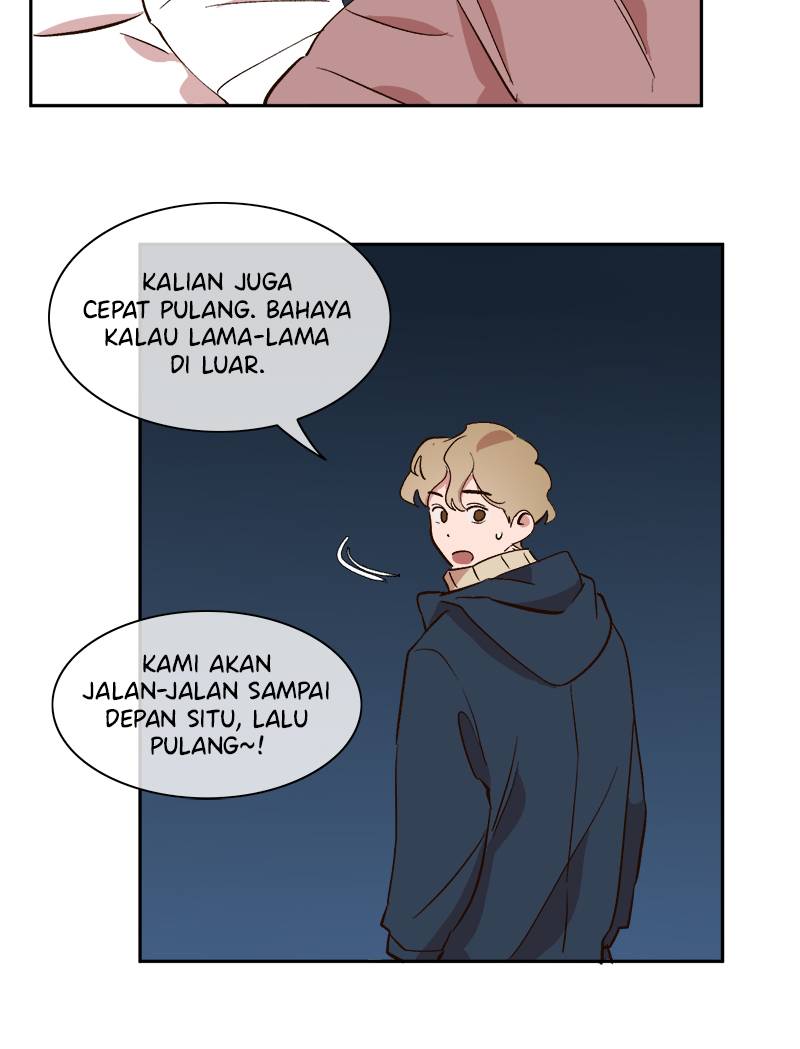 KALIAN JUGA
CEPAT PULANG. BAHAYA
KALAU LAMA-LAMA
DI LUAR.
KAMI AKAN
JALAN-JALAN SAMPAI
DEPAN SITU, LALU
PULANG~!